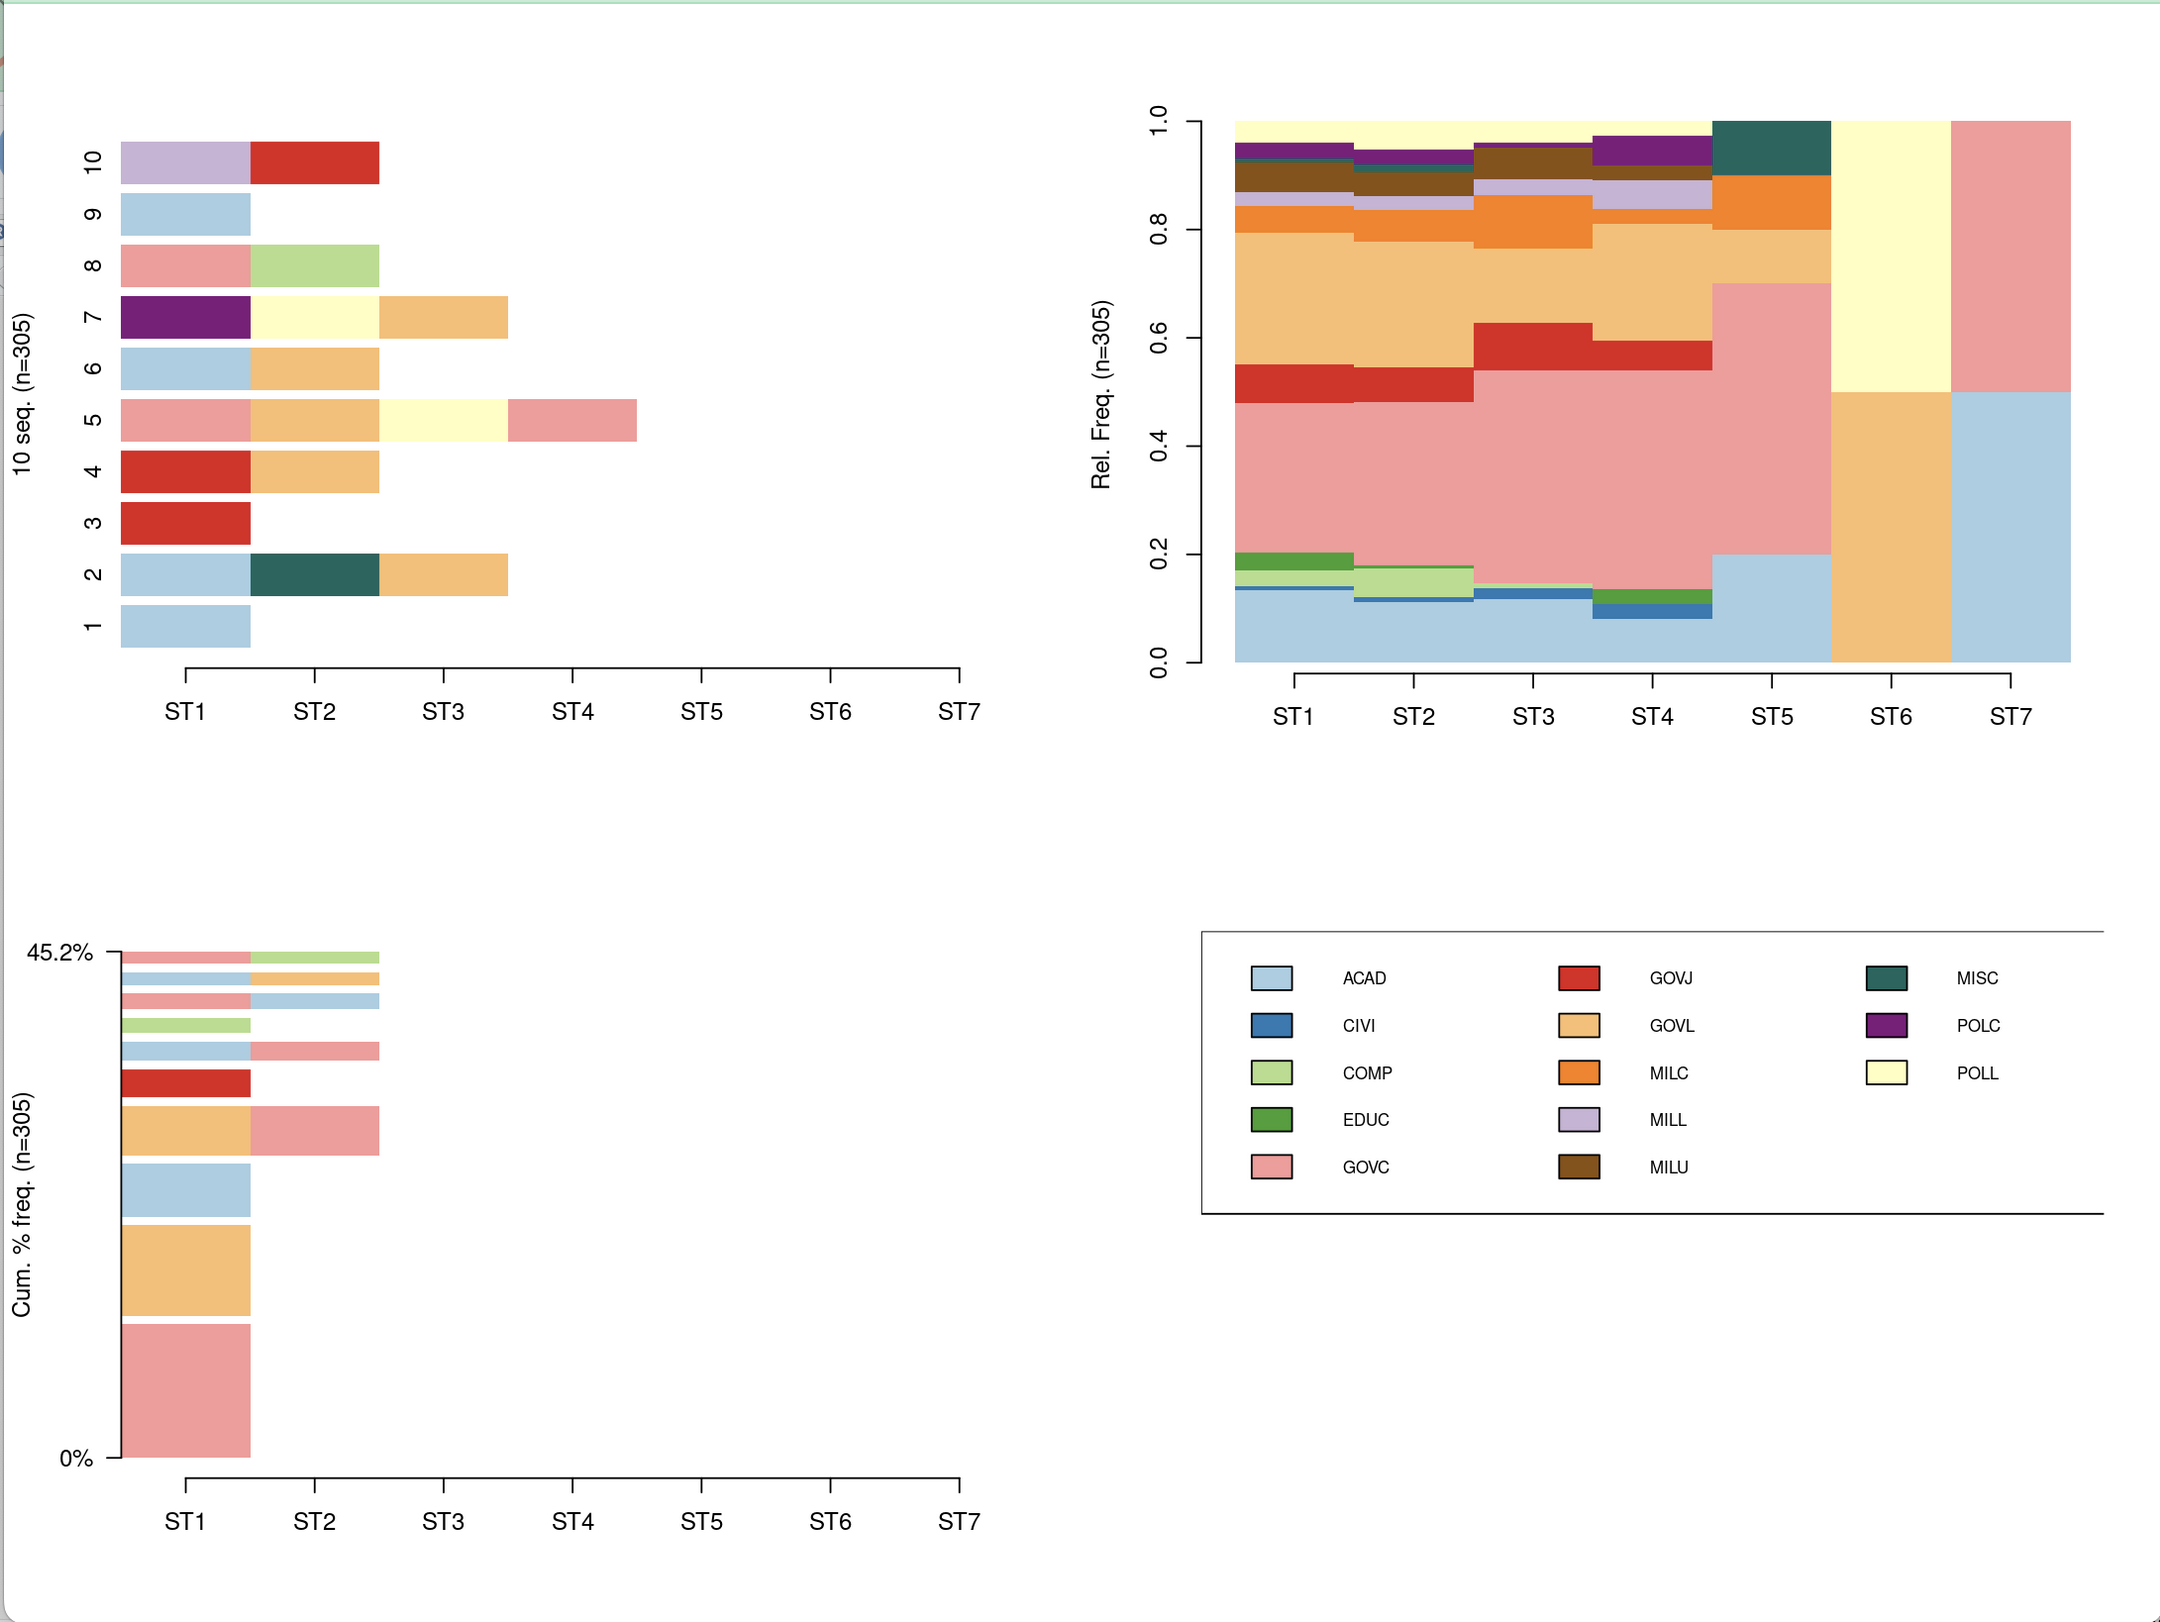 10 seq. (n=305)
10
9
8
7
6
5
4
3
2
1
ST1 ST2 ST3 ST4 ST5 ST6 ST7
Rel. Freq. (n=305)
1.0
0.8
0.6
0.4
0.2
0.0
ST1 ST2 ST3 ST4 ST5 ST6 ST7
Cum. % freq. (n=305)
45.2%
0%
ST1 ST2 ST3 ST4 ST5 ST6 ST7
ACAD GOVJ MISC
CIVI GOVL POLC
COMP MILC POLL
EDUC MILL
GOVC MILU